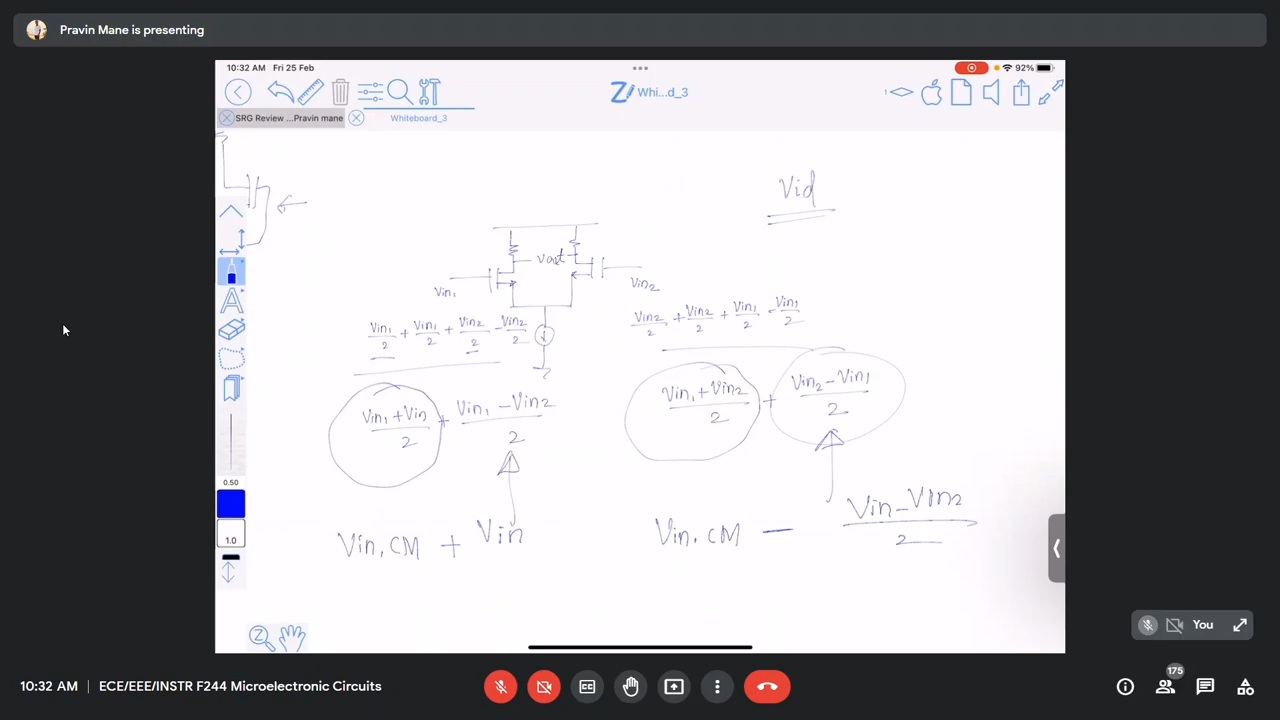 Pravin Mane is presenting
10:32 AM Fri 25 Feb
92%
Whi...d_3
SRG Review ...Pravin mane
Whiteboard_3
Vid
Vout
Vin1
Vin2
Vin1/2 + Vin1/2 + Vin2/2 - Vin2/2
Vin2/2 + Vin2/2 + Vin1/2 - Vin1/2
(Vin1 + Vin)/2 + (Vin1 - Vin2)/2
(Vin1 + Vin2)/2 + (Vin2 - Vin1)/2
Vin,CM + Vin
Vin,CM - (Vin - Vin2)/2
0.50
1.0
You
10:32 AM | ECE/EEE/INSTR F244 Microelectronic Circuits
175